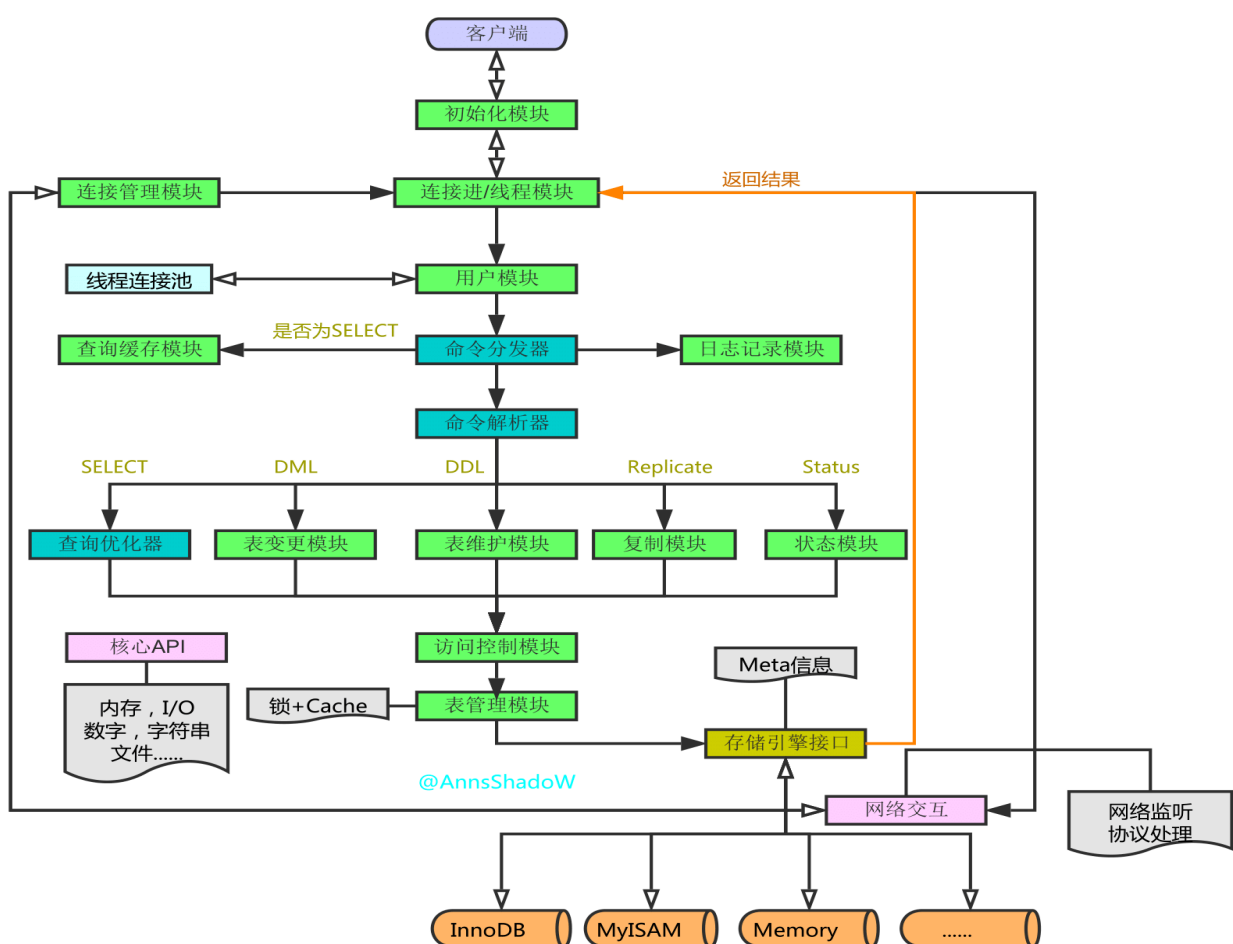 客户端
初始化模块
返回结果
连接管理模块
连接进/线程模块
线程连接池
用户模块
是否为SELECT
查询缓存模块
命令分发器
日志记录模块
命令解析器
SELECT
DML
DDL
Replicate
Status
查询优化器
表变更模块
表维护模块
复制模块
状态模块
核心API
访问控制模块
Meta信息
内存，I/O
数字，字符串
文件......
锁+Cache
表管理模块
存储引擎接口
@AnnsShadoW
网络交互
网络监听
协议处理
InnoDB
MyISAM
Memory
......